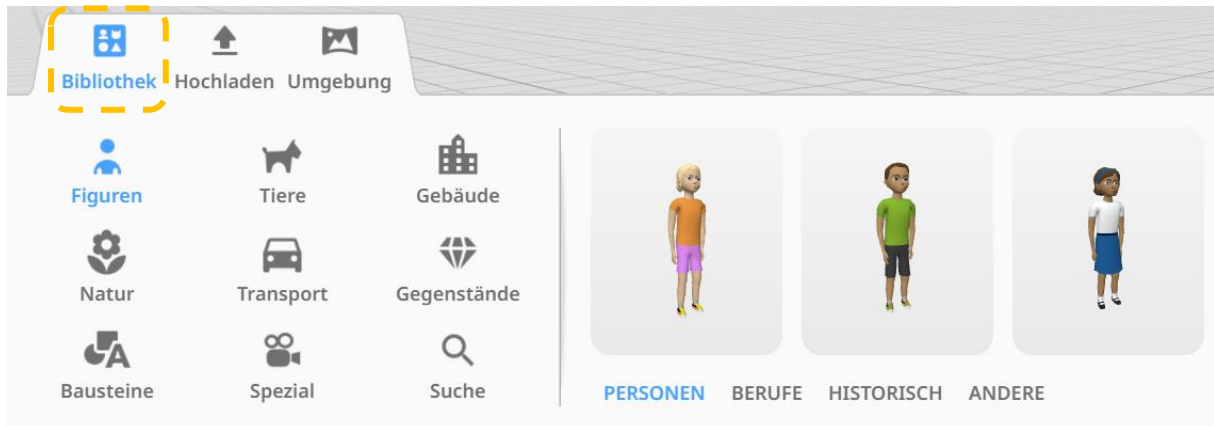 Bibliothek Hochladen Umgebung
Figuren Tiere Gebäude
Natur Transport Gegenstände
Bausteine Spezial Suche
PERSONEN BERUFE HISTORISCH ANDERE